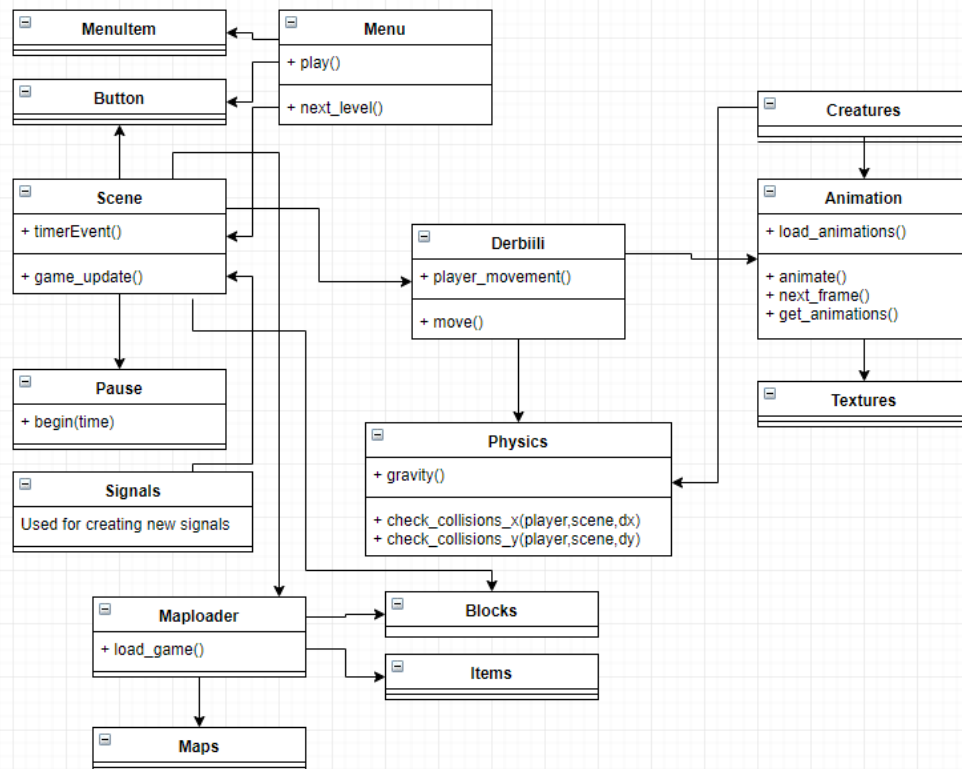 MenuItem
Menu
+ play()
+ next_level()
Button
Creatures
Scene
+ timerEvent()
+ game_update()
Animation
+ load_animations()
+ animate()
+ next_frame()
+ get_animations()
Derbiili
+ player_movement()
+ move()
Pause
+ begin(time)
Textures
Physics
+ gravity()
+ check_collisions_x(player,scene,dx)
+ check_collisions_y(player,scene,dy)
Signals
Used for creating new signals
Maploader
+ load_game()
Blocks
Items
Maps